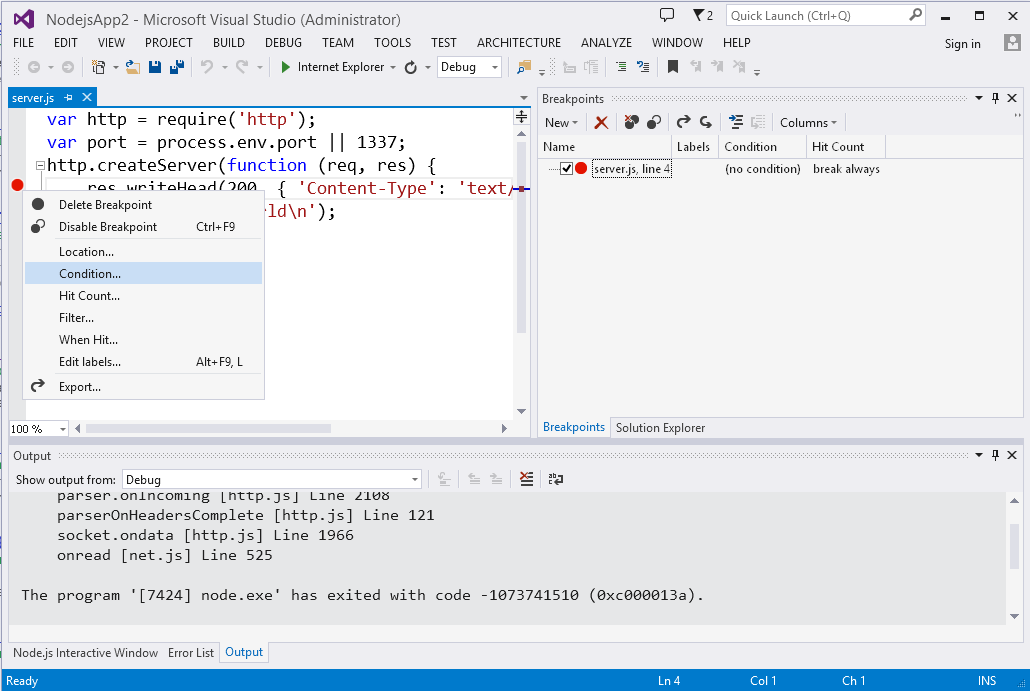 NodejsApp2 - Microsoft Visual Studio (Administrator)
2
Quick Launch (Ctrl+Q)
FILE EDIT VIEW PROJECT BUILD DEBUG TEAM TOOLS TEST ARCHITECTURE ANALYZE WINDOW HELP
Sign in
Internet Explorer
Debug
server.js
var http = require('http');
var port = process.env.port || 1337;
http.createServer(function (req, res) {
res.writeHead(200, { 'Content-Type': 'text/
ld\n');
Delete Breakpoint
Disable Breakpoint Ctrl+F9
Location...
Condition...
Hit Count...
Filter...
When Hit...
Edit labels... Alt+F9, L
Export...
100 %
Breakpoints
New
Columns
Name Labels Condition Hit Count
server.js, line 4 (no condition) break always
Breakpoints Solution Explorer
Output
Show output from: Debug
parser.onIncoming [http.js] Line 2108
parserOnHeadersComplete [http.js] Line 121
socket.ondata [http.js] Line 1966
onread [net.js] Line 525
The program '[7424] node.exe' has exited with code -1073741510 (0xc000013a).
Node.js Interactive Window Error List Output
Ready
Ln 4 Col 1 Ch 1 INS